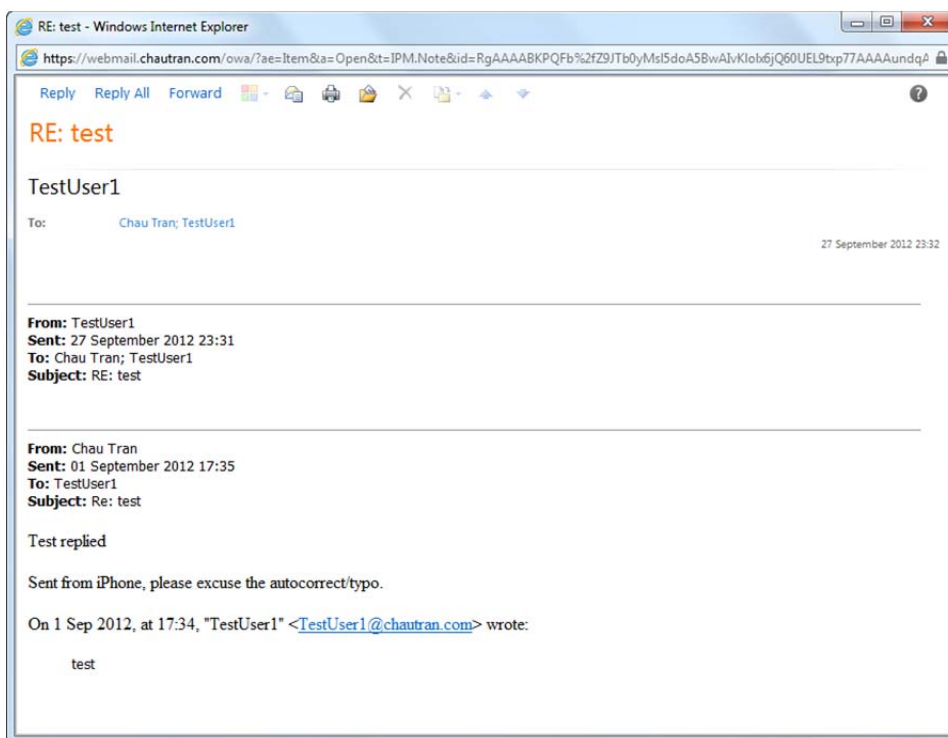 RE: test - Windows Internet Explorer
https://webmail.chautran.com/owa/?ae=Item&a=Open&t=IPM.Note&id=
Reply Reply All Forward
RE: test
TestUser1
To: Chau Tran; TestUser1
27 September 2012 23:32
From: TestUser1
Sent: 27 September 2012 23:31
To: Chau Tran; TestUser1
Subject: RE: test
From: Chau Tran
Sent: 01 September 2012 17:35
To: TestUser1
Subject: Re: test
Test replied
Sent from iPhone, please excuse the autocorrect/typo.
On 1 Sep 2012, at 17:34, "TestUser1" <TestUser1@chautran.com> wrote:
test